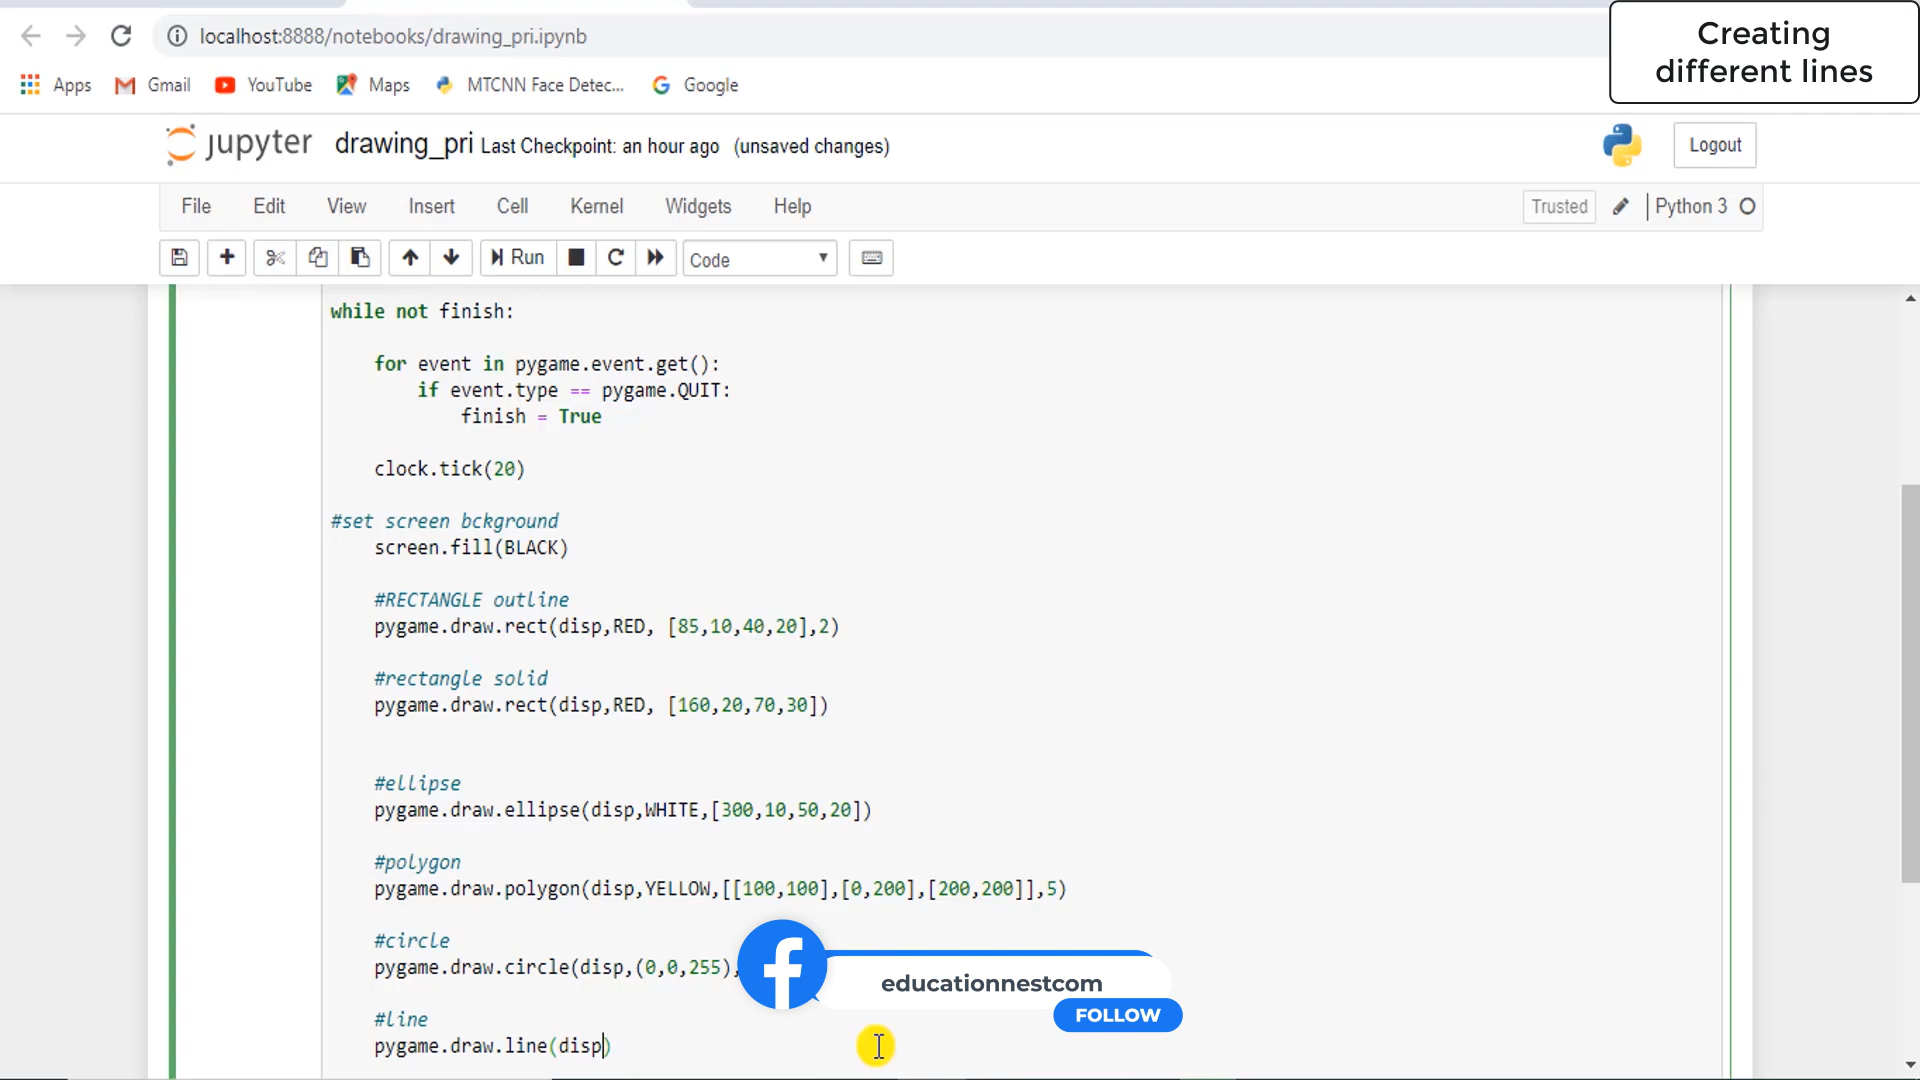 localhost:8888/notebooks/drawing_pri.ipynb
Creating
different lines
Apps Gmail YouTube Maps MTCNN Face Detec... Google
jupyter drawing_pri Last Checkpoint: an hour ago (unsaved changes) Logout
File Edit View Insert Cell Kernel Widgets Help Trusted Python 3
Run Code
while not finish:
for event in pygame.event.get():
if event.type == pygame.QUIT:
finish = True
clock.tick(20)
#set screen bckground
screen.fill(BLACK)
#RECTANGLE outline
pygame.draw.rect(disp,RED, [85,10,40,20],2)
#rectangle solid
pygame.draw.rect(disp,RED, [160,20,70,30])
#ellipse
pygame.draw.ellipse(disp,WHITE,[300,10,50,20])
#polygon
pygame.draw.polygon(disp,YELLOW,[[100,100],[0,200],[200,200]],5)
#circle
pygame.draw.circle(disp,(0,0,255),
educationnestcom
FOLLOW
#line
pygame.draw.line(disp)